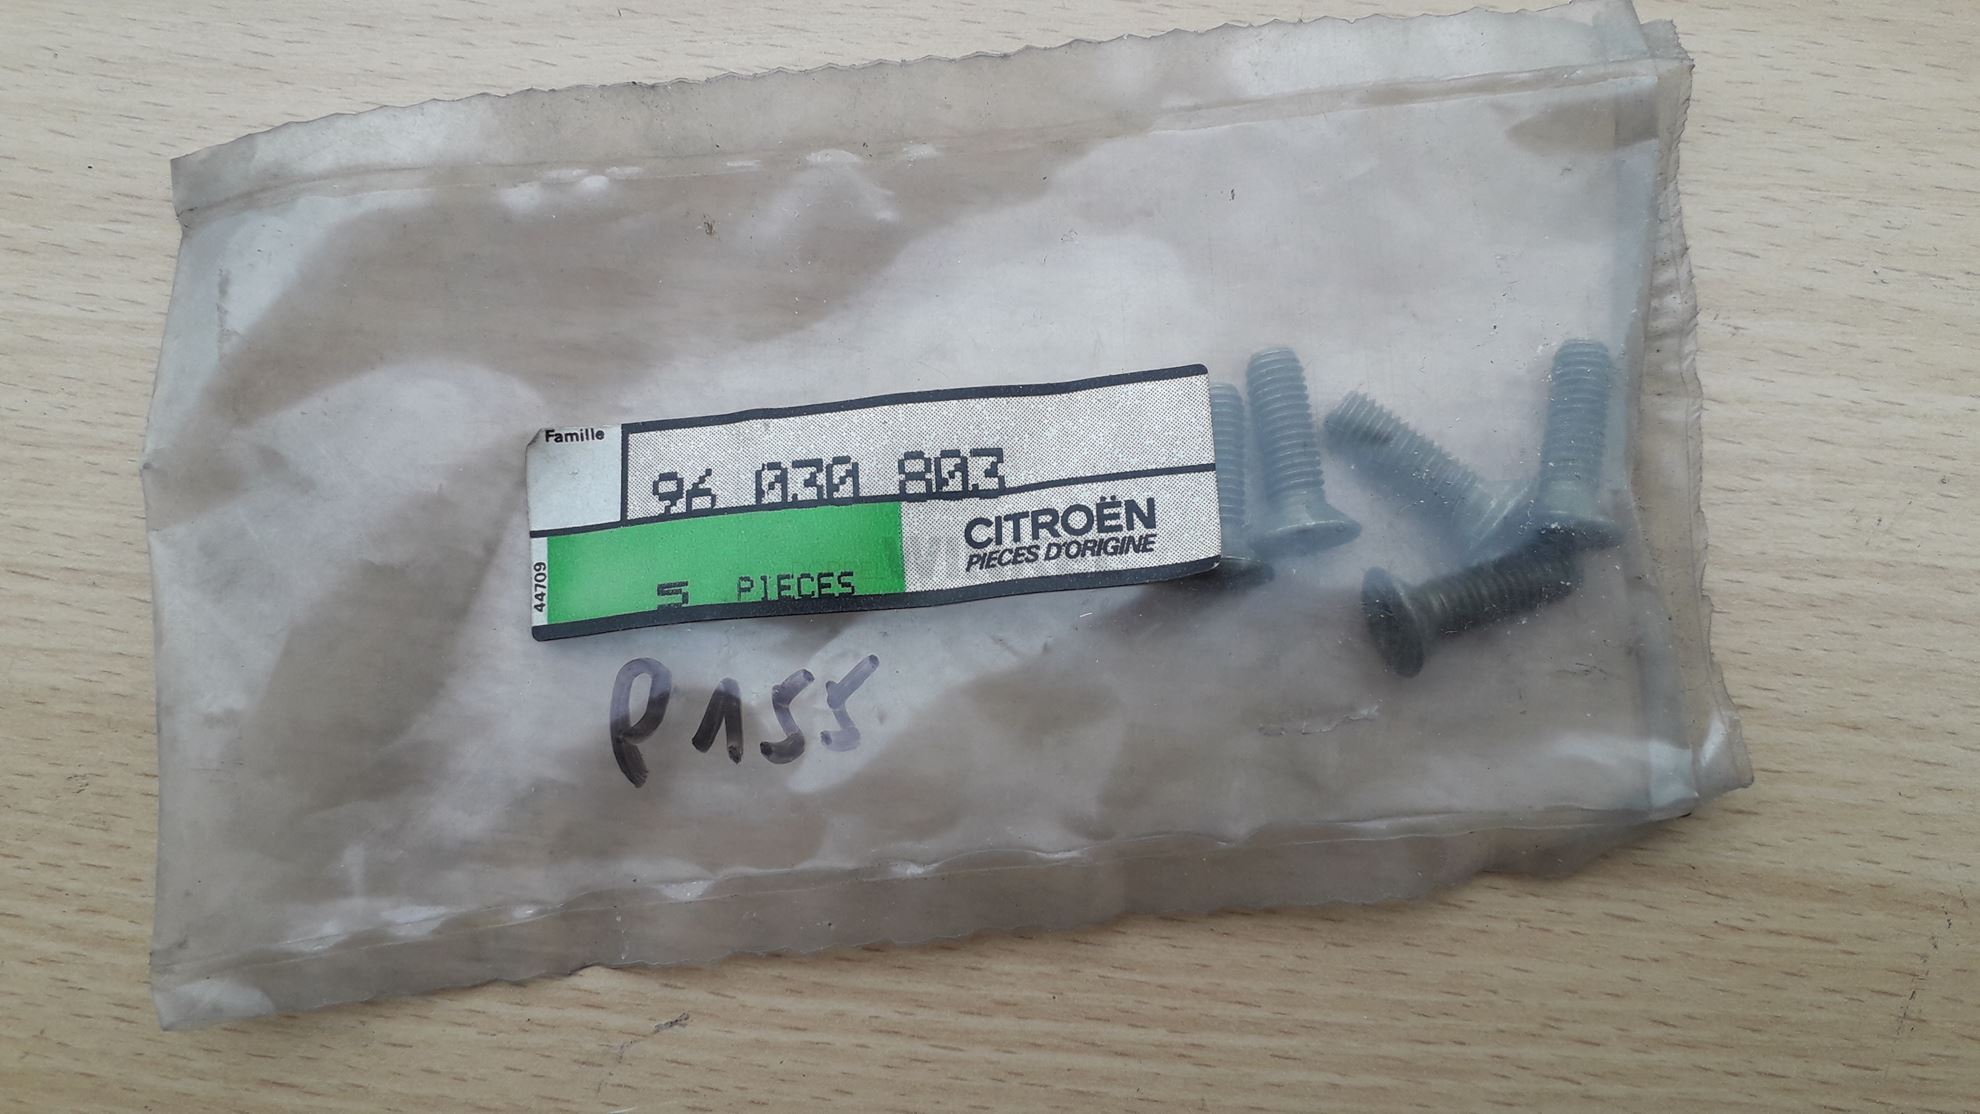 Famille
96 030 803
CITROËN
PIECES D'ORIGINE
44709
5 PIECES
P155